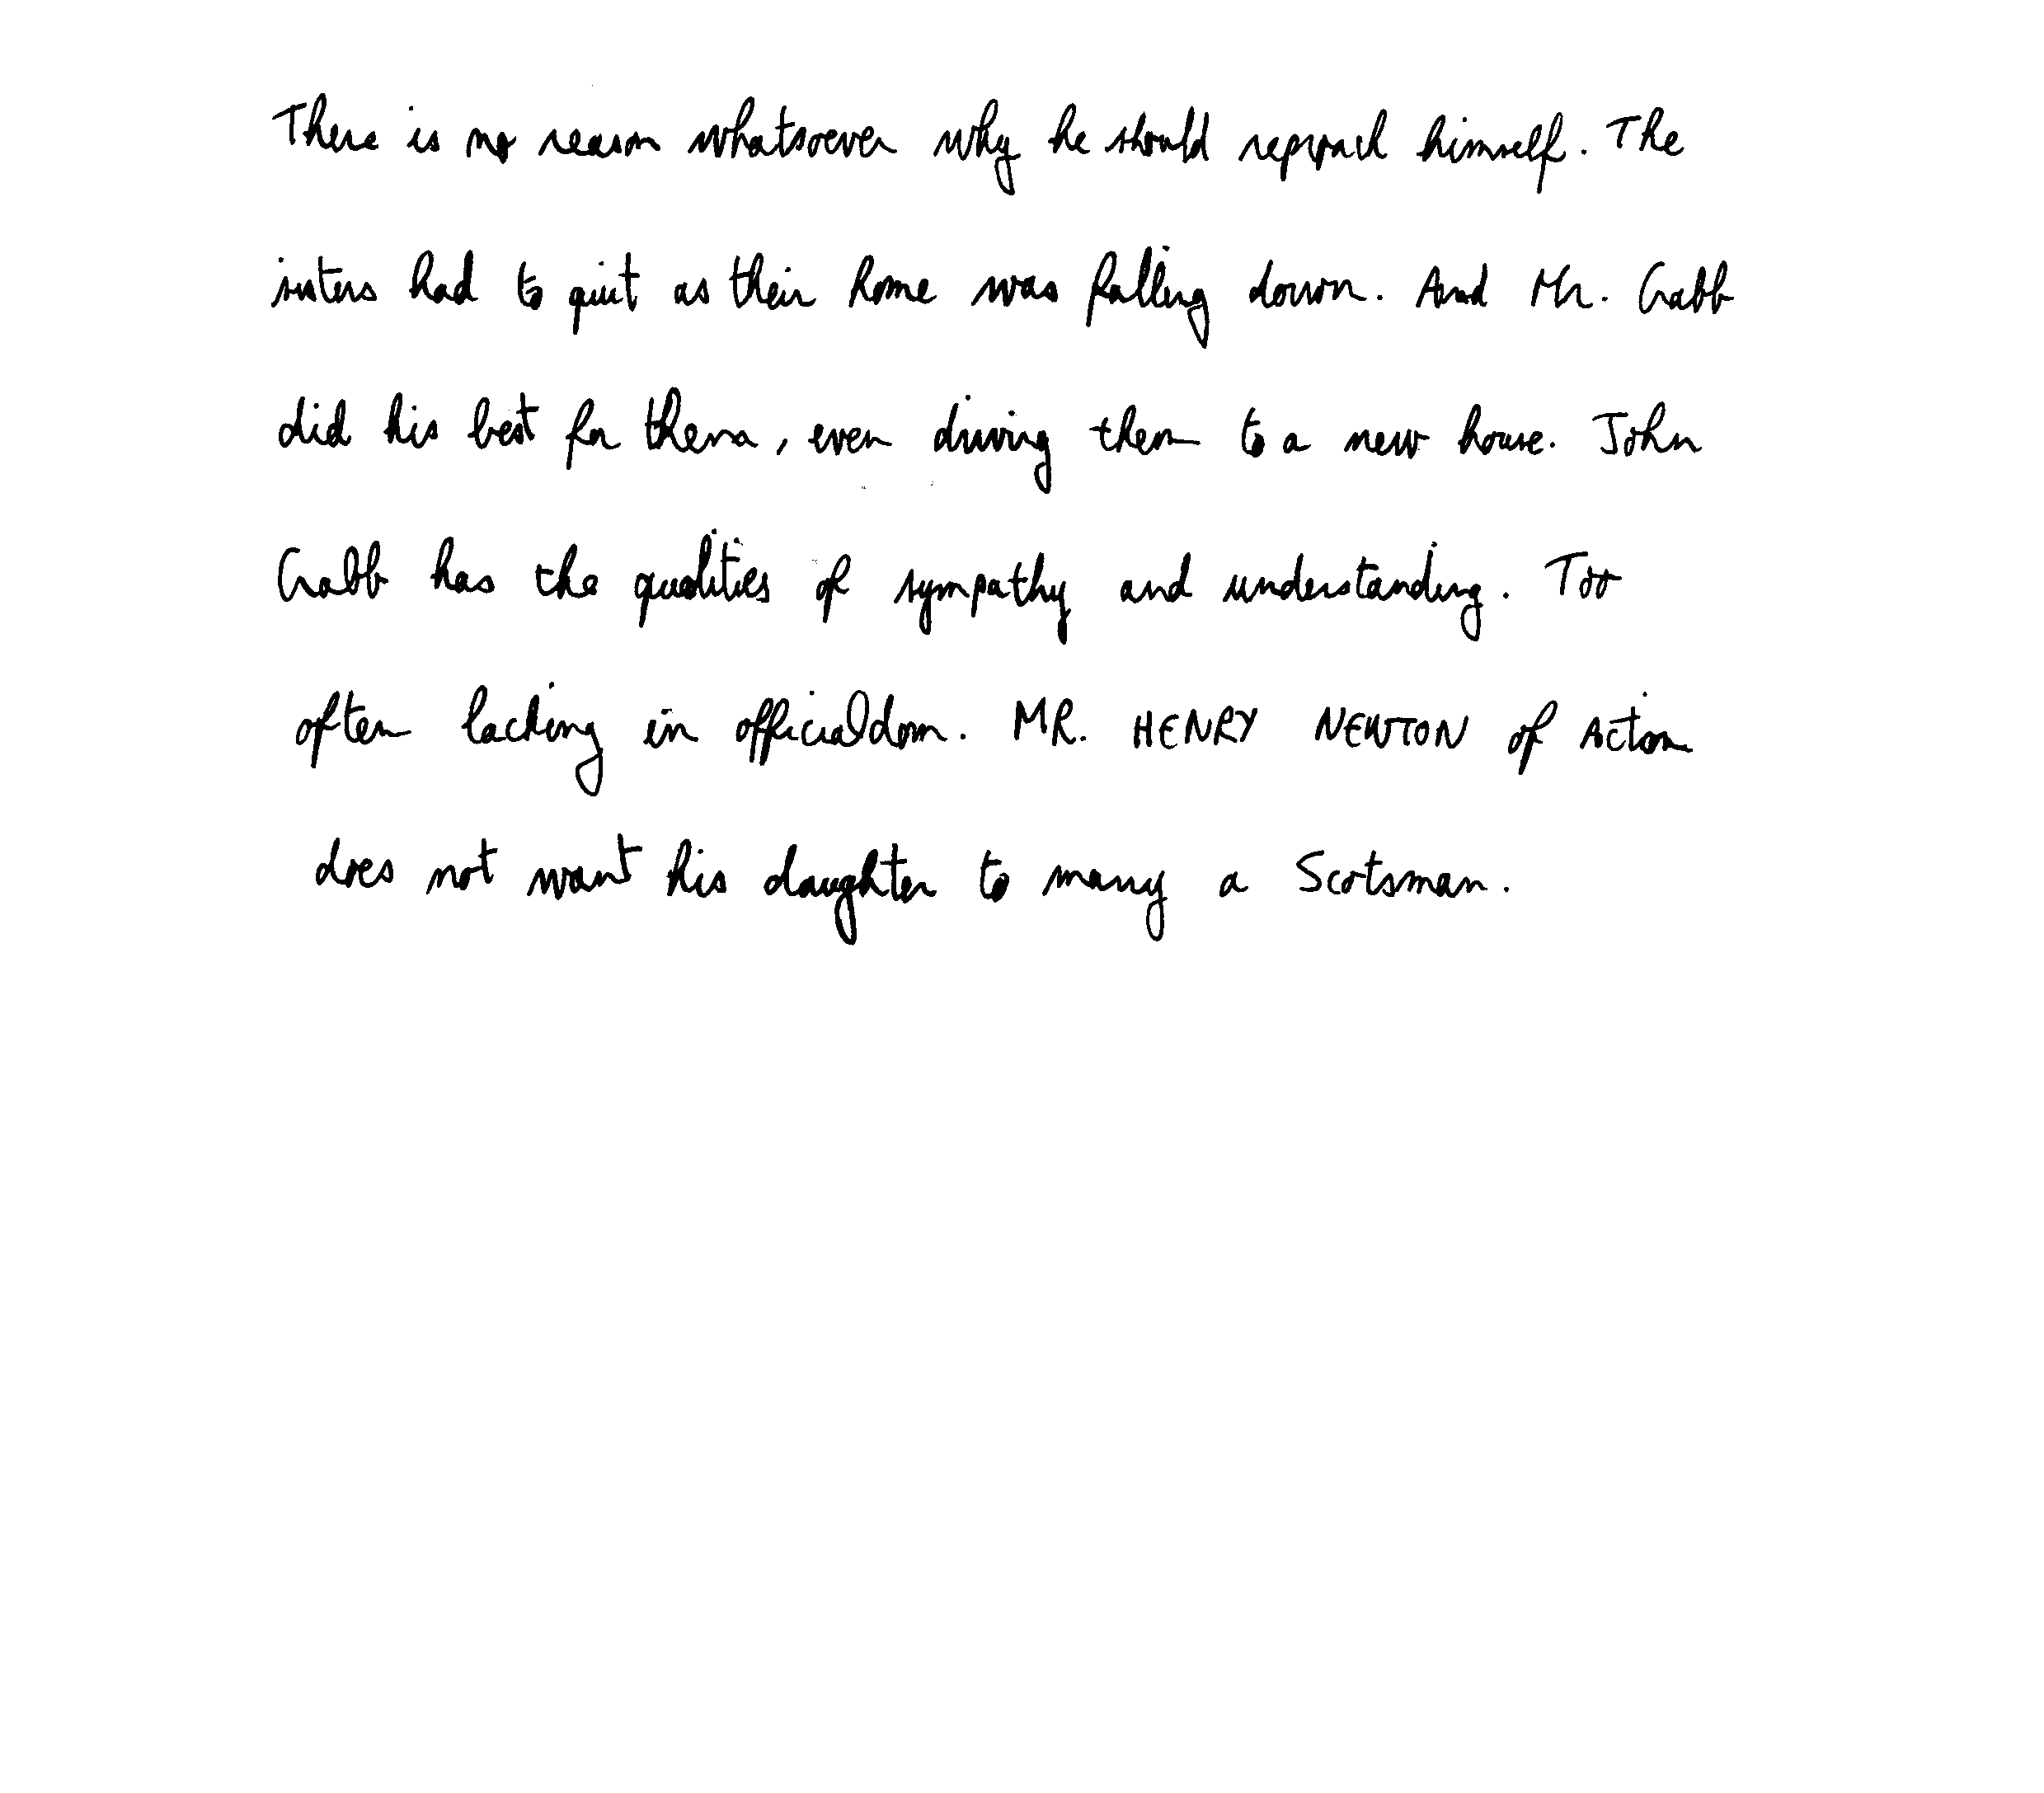 There is no reason whatsoever why he should reproach himself. The
sisters had to quit as their home was falling down. And Mr. Crabb
did his best for them, even driving them to a new house. John
Crabb has the qualities of sympathy and understanding. Too
often lacking in officialdom. MR. HENRY NEWTON of Acton
does not want his daughter to marry a Scotsman.